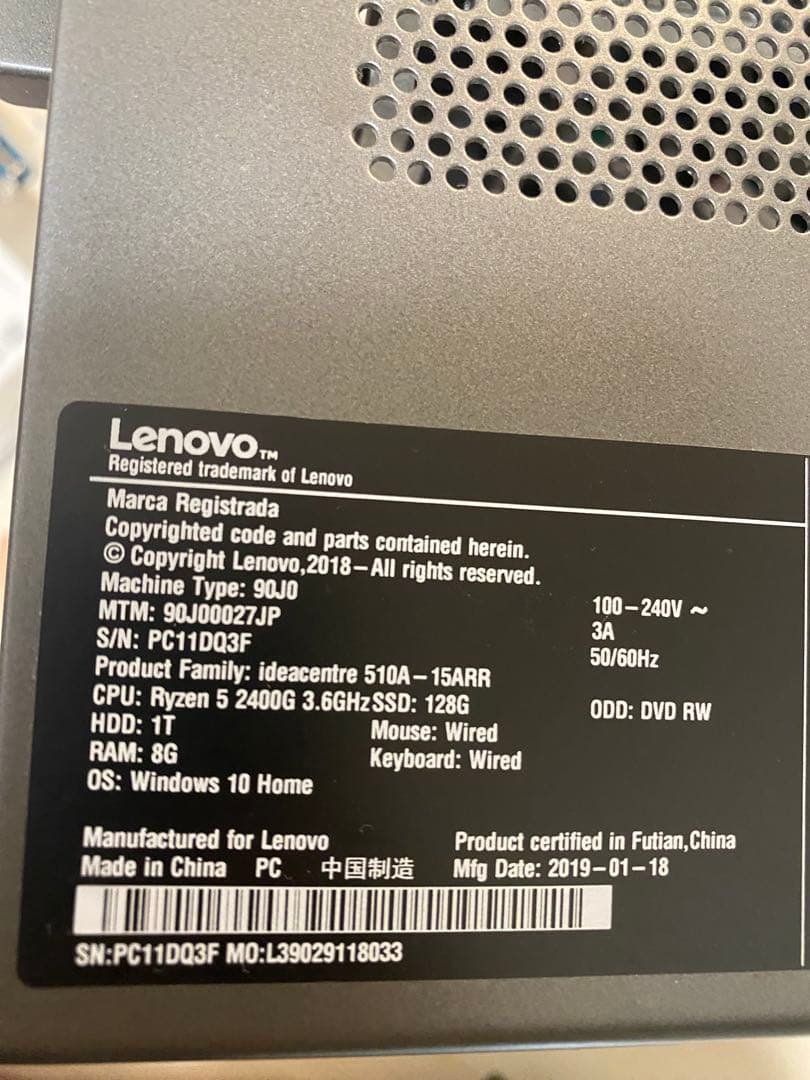 Lenovo™
Registered trademark of Lenovo
Marca Registrada
Copyrighted code and parts contained herein.
© Copyright Lenovo,2018—All rights reserved.
Machine Type: 90J0
MTM: 90J00027JP
S/N: PC11DQ3F
Product Family: ideacentre 510A—15ARR
CPU: Ryzen 5 2400G 3.6GHz SSD: 128G
HDD: 1T Mouse: Wired
RAM: 8G Keyboard: Wired
OS: Windows 10 Home
100—240V ~
3A
50/60Hz
ODD: DVD RW
Manufactured for Lenovo Product certified in Futian,China
Made in China PC 中国制造 Mfg Date: 2019—01—18
SN:PC11DQ3F MO:L39029118033